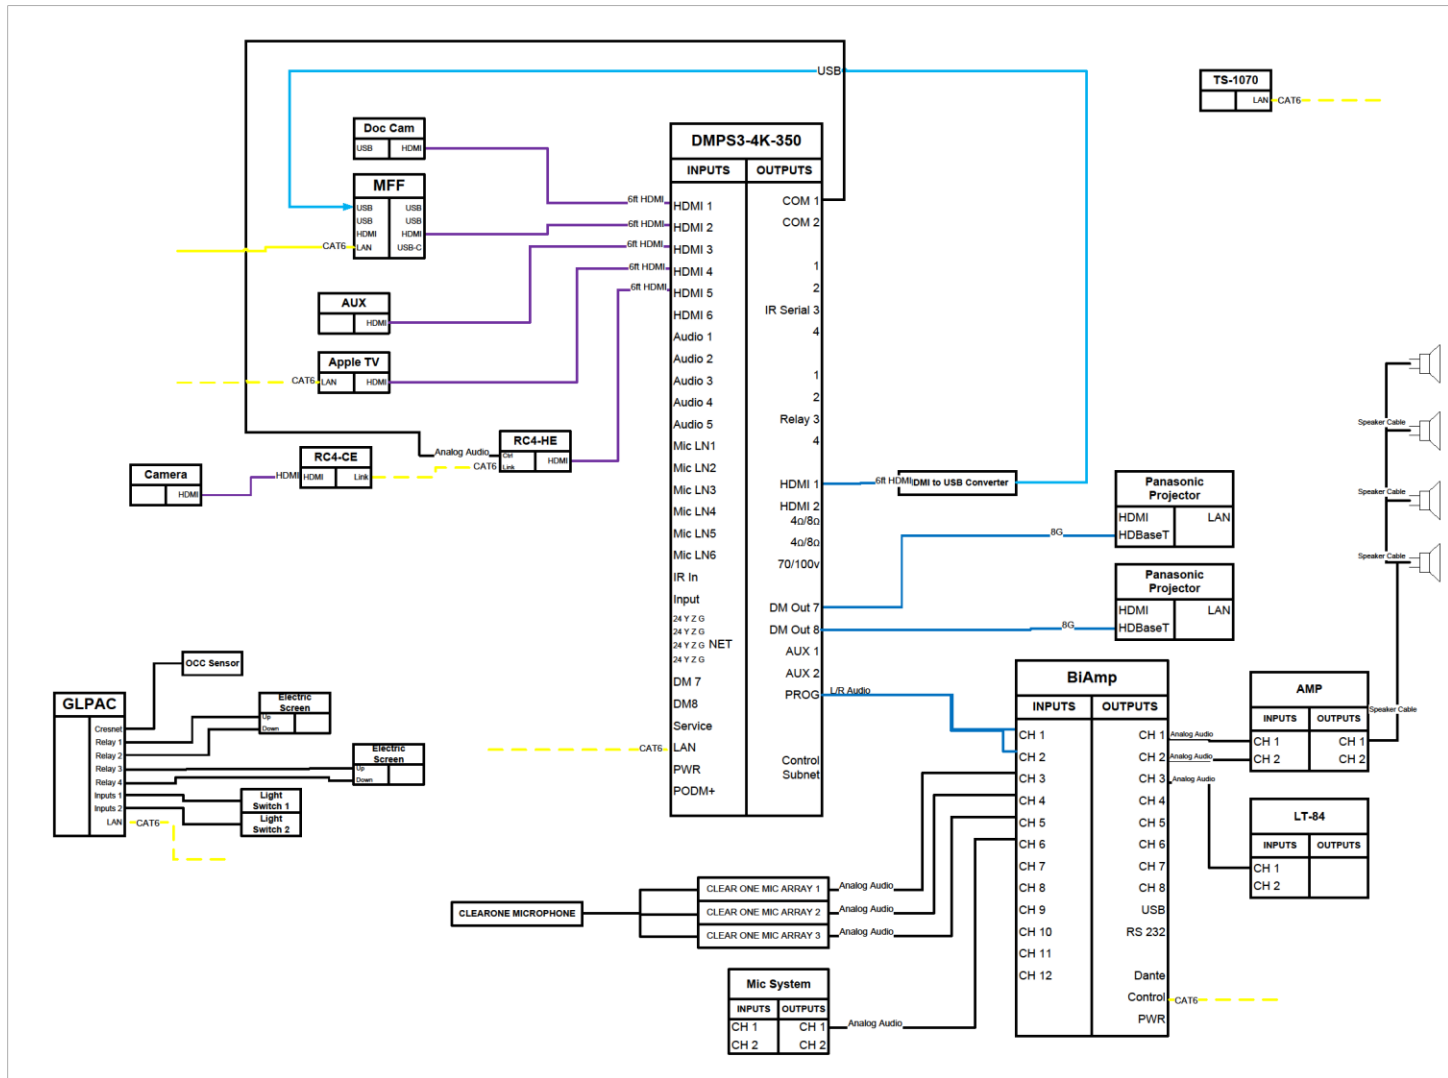 USB
TS-1070
LAN
CAT6
Doc Cam
USB
HDMI
MFF
USB
USB
USB
USB
HDMI
HDMI
LAN
USB-C
CAT6
AUX
HDMI
Apple TV
CAT6
LAN
HDMI
RC4-HE
Analog Audio
Ctrl
CAT6
Link
HDMI
RC4-CE
HDMI
HDMI
Link
Camera
HDMI
6ft HDMI
6ft HDMI
6ft HDMI
6ft HDMI
6ft HDMI
DMPS3-4K-350
INPUTS
OUTPUTS
HDMI 1
HDMI 2
HDMI 3
HDMI 4
HDMI 5
HDMI 6
Audio 1
Audio 2
Audio 3
Audio 4
Audio 5
Mic LN1
Mic LN2
Mic LN3
Mic LN4
Mic LN5
Mic LN6
IR In
Input
24 Y Z G
24 Y Z G
24 Y Z G NET
24 Y Z G
DM 7
DM8
Service
CAT6
LAN
PWR
PODM+
COM 1
COM 2
1
2
IR Serial 3
4
1
2
Relay 3
4
HDMI 1
HDMI 2
4Ω/8Ω
4Ω/8Ω
70/100v
DM Out 7
DM Out 8
AUX 1
AUX 2
PROG
L/R Audio
Control
Subnet
6ft HDMI
DMI to USB Converter
8G
8G
Panasonic
Projector
HDMI
LAN
HDBaseT
Panasonic
Projector
HDMI
LAN
HDBaseT
Speaker Cable
Speaker Cable
Speaker Cable
Speaker Cable
Speaker Cable
OCC Sensor
GLPAC
Cresnet
Relay 1
Relay 2
Relay 3
Relay 4
Inputs 1
Inputs 2
LAN
CAT6
Electric
Screen
Up
Down
Electric
Screen
Up
Down
Light
Switch 1
Light
Switch 2
BiAmp
INPUTS
OUTPUTS
CH 1
CH 2
CH 3
CH 4
CH 5
CH 6
CH 7
CH 8
CH 9
CH 10
CH 11
CH 12
CH 1
CH 2
CH 3
CH 4
CH 5
CH 6
CH 7
CH 8
USB
RS 232
Dante
Control
CAT6
PWR
Analog Audio
Analog Audio
Analog Audio
AMP
INPUTS
OUTPUTS
CH 1
CH 1
CH 2
CH 2
LT-84
INPUTS
OUTPUTS
CH 1
CH 2
CLEARONE MICROPHONE
CLEAR ONE MIC ARRAY 1
Analog Audio
CLEAR ONE MIC ARRAY 2
Analog Audio
CLEAR ONE MIC ARRAY 3
Analog Audio
Mic System
INPUTS
OUTPUTS
CH 1
CH 1
CH 2
CH 2
Analog Audio